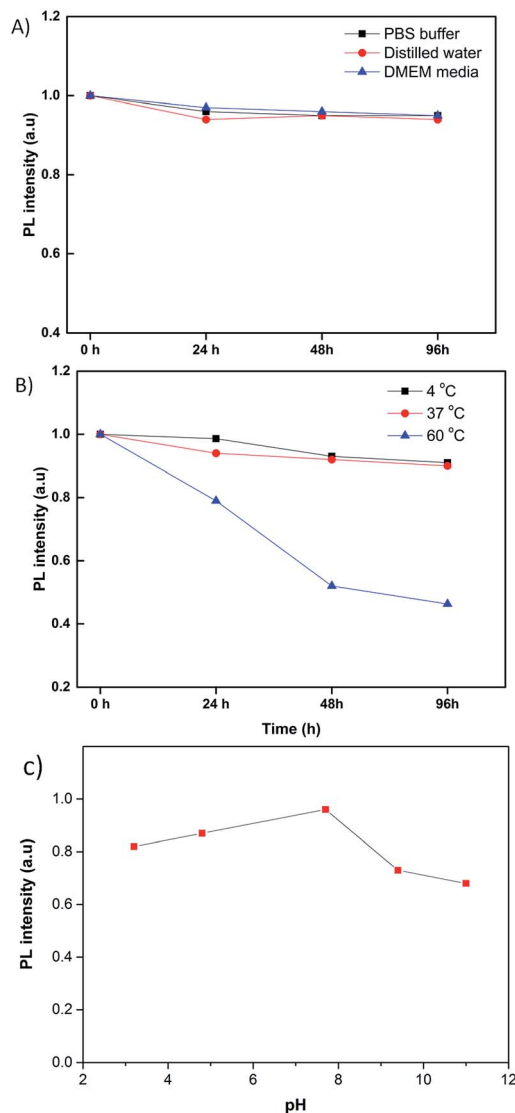 A)
1.2
PBS buffer
Distilled water
DMEM media
1.0
0.8
0.6
0.4
PL intensity (a.u)
0 h
24 h
48h
96h
B)
1.2
4 °C
37 °C
60 °C
1.0
0.8
0.6
0.4
0.2
PL intensity (a.u)
0 h
24 h
48h
96h
Time (h)
c)
1.0
0.8
0.6
0.4
0.2
0.0
PL intensity (a.u)
2
4
6
8
10
12
pH